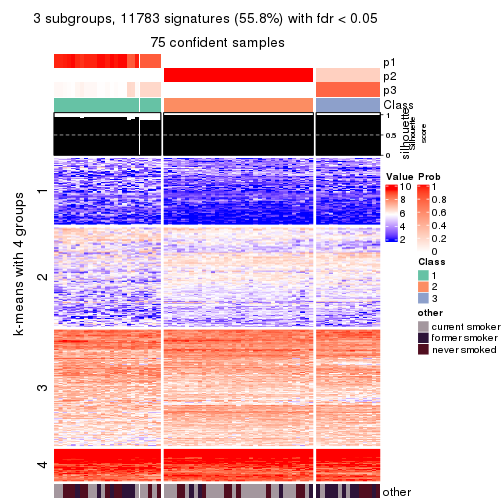 3 subgroups, 11783 signatures (55.8%) with fdr < 0.05
75 confident samples
p1
p2
p3
Class
1
0.5
0
silhouette
Silhouette
score
k-means with 4 groups
1
2
3
4
other
Value
10
8
6
4
2
Prob
1
0.8
0.6
0.4
0.2
0
Class
1
2
3
other
current smoker
former smoker
never smoked